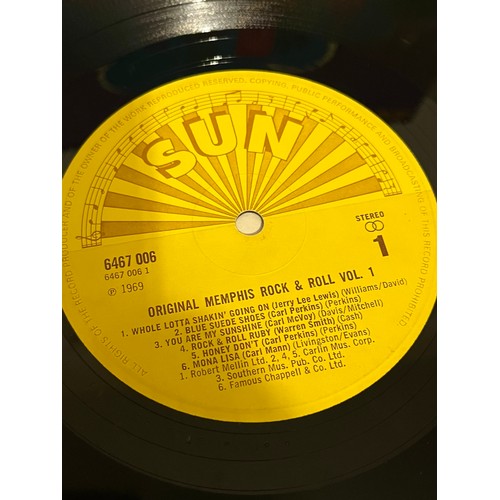 ALL RIGHTS OF THE RECORD PRODUCER AND OF THE OWNER OF THE WORK REPRODUCED RESERVED. COPYING, PUBLIC PERFORMANCE AND BROADCASTING OF THIS RECORD PROHIBITED.
SUN
6467 006
6467 006 1
℗ 1969
STEREO
1
ORIGINAL MEMPHIS ROCK & ROLL VOL. 1
1. WHOLE LOTTA SHAKIN' GOING ON (Jerry Lee Lewis) (Williams/David)
2. BLUE SUEDE SHOES (Carl Perkins) (Perkins)
3. YOU ARE MY SUNSHINE (Carl McVoy) (Davis/Mitchell)
4. ROCK & ROLL RUBY (Warren Smith) (Cash)
5. HONEY DON'T (Carl Perkins) (Perkins)
6. MONA LISA (Carl Mann) (Livingston/Evans)
1. Robert Mellin Ltd. 2, 4, 5. Carlin Mus. Corp.
3. Southern Mus. Pub. Co. Ltd.
6. Famous Chappell & Co. Ltd.